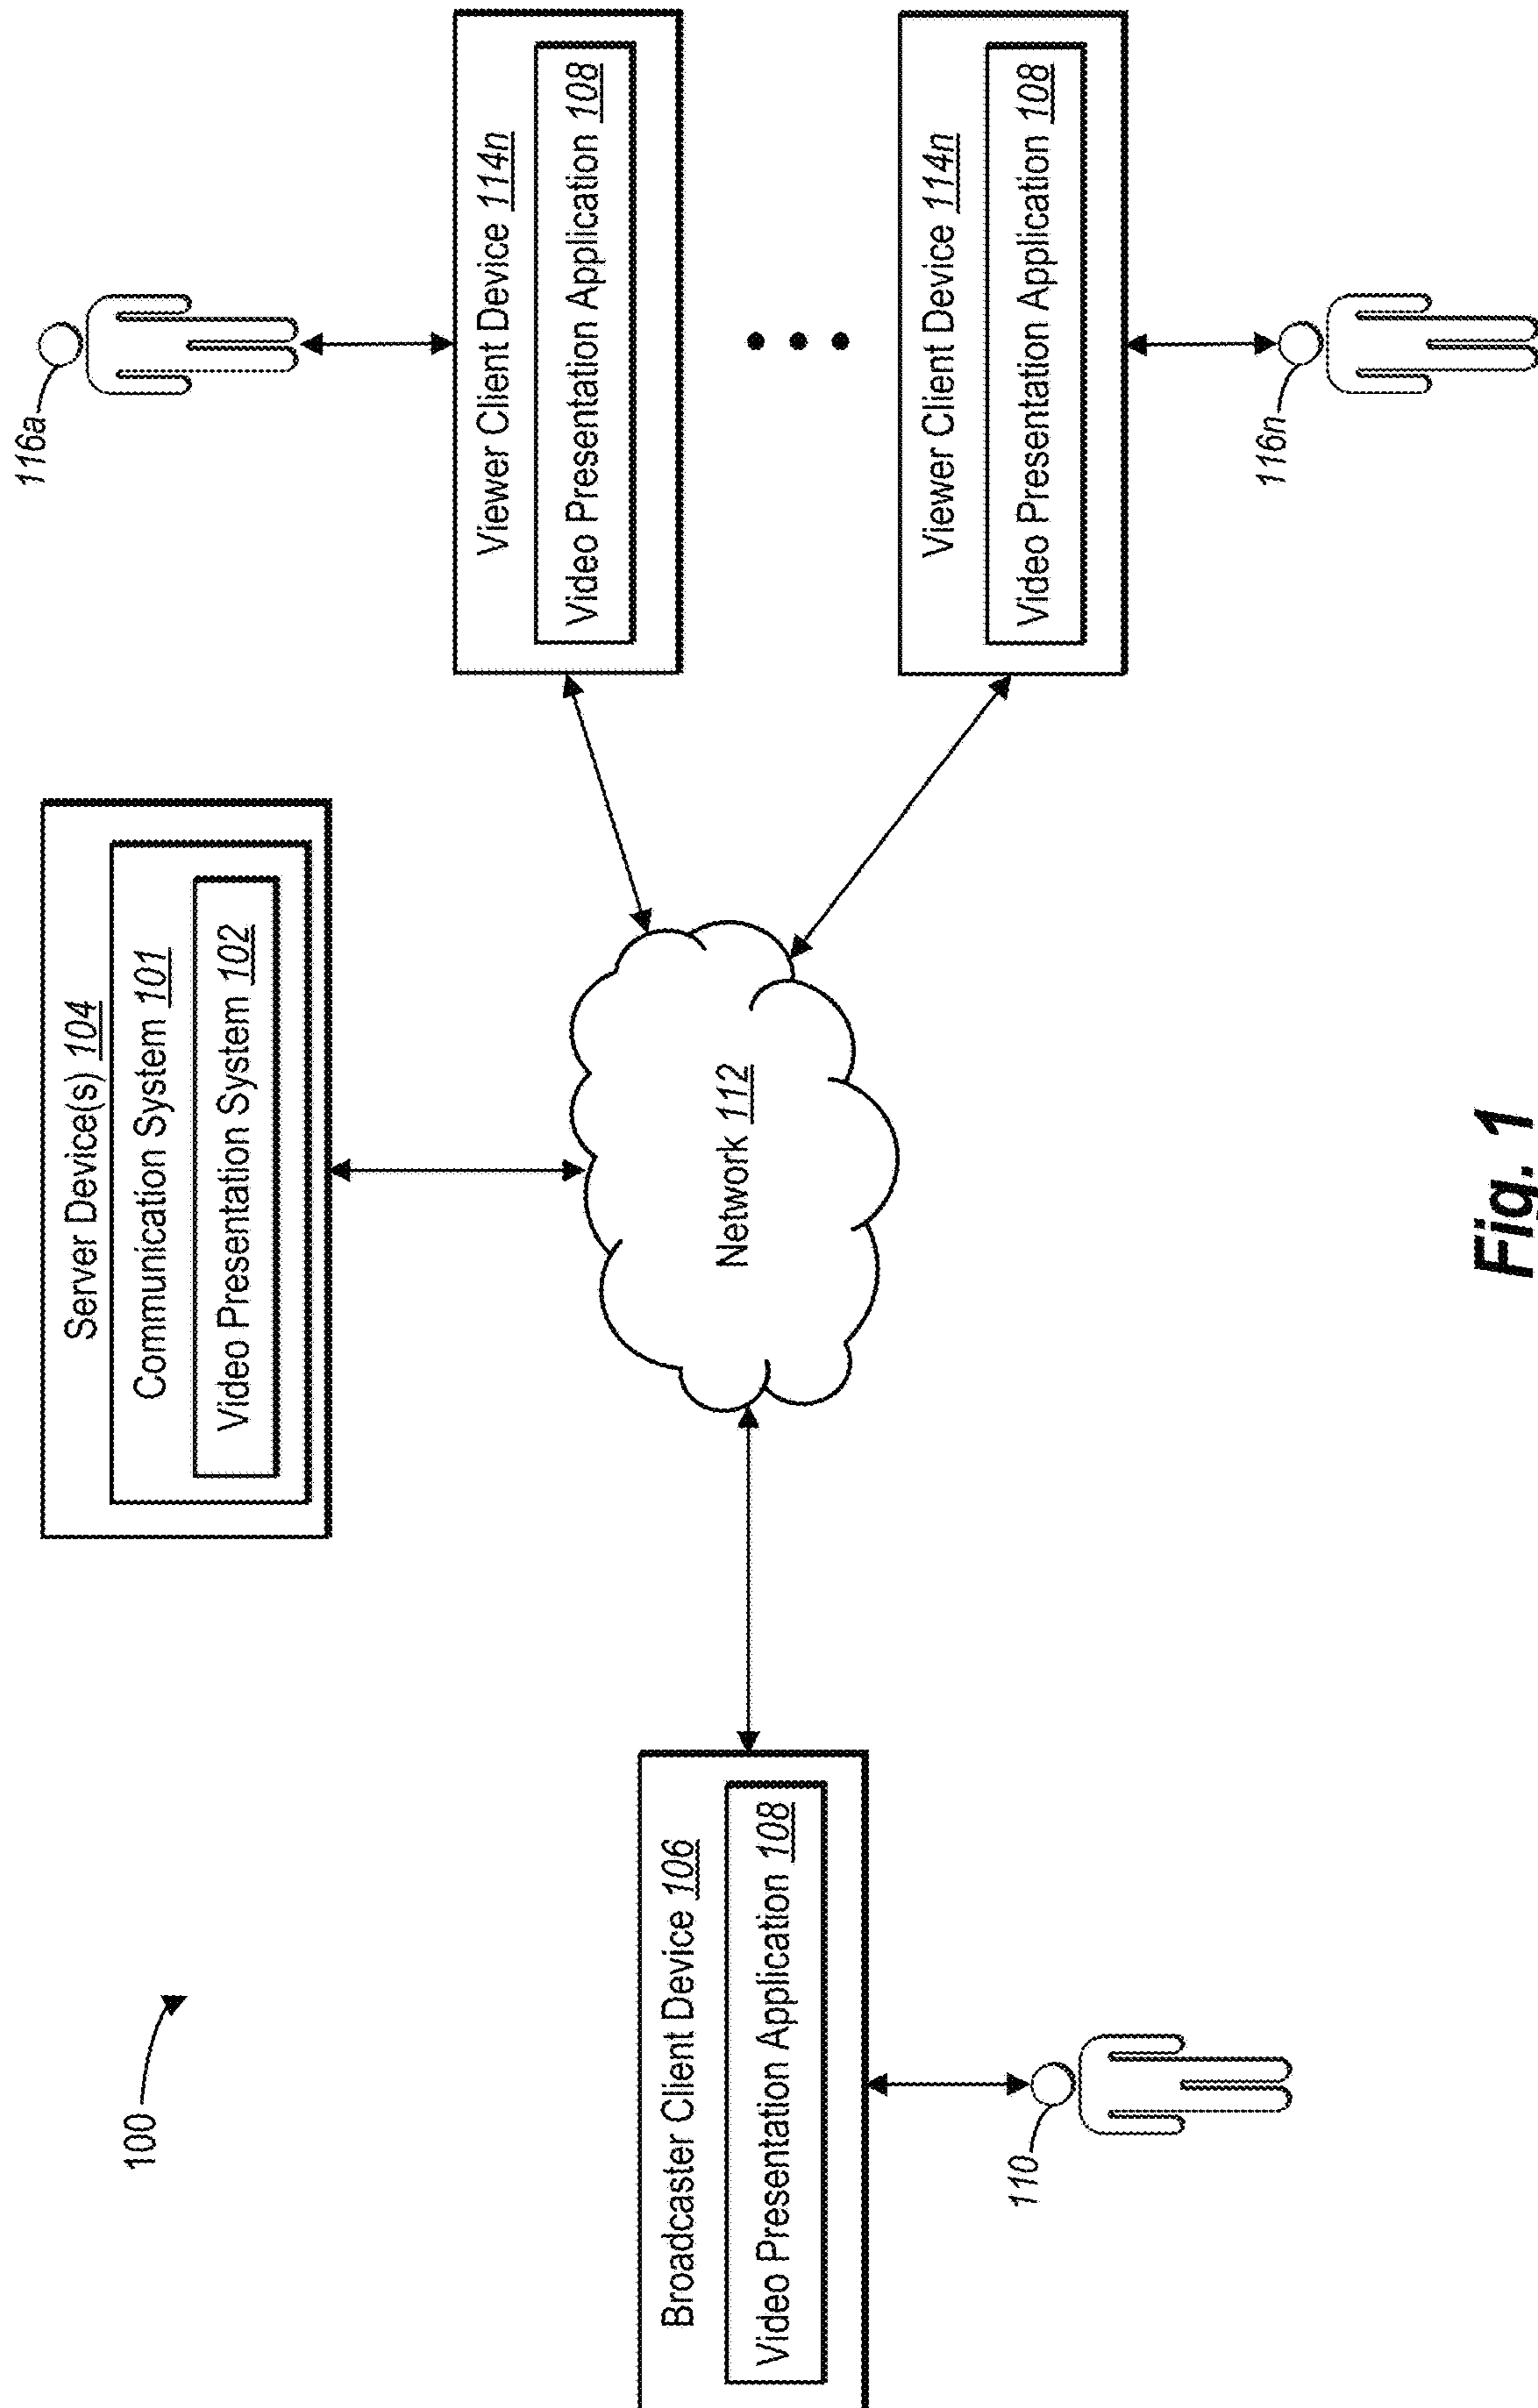 100
Server Device(s) 104
Communication System 101
Video Presentation System 102
116a
Viewer Client Device 114n
Video Presentation Application 108
Broadcaster Client Device 106
Video Presentation Application 108
Network 112
Viewer Client Device 114n
Video Presentation Application 108
110
116n
Fig. 1